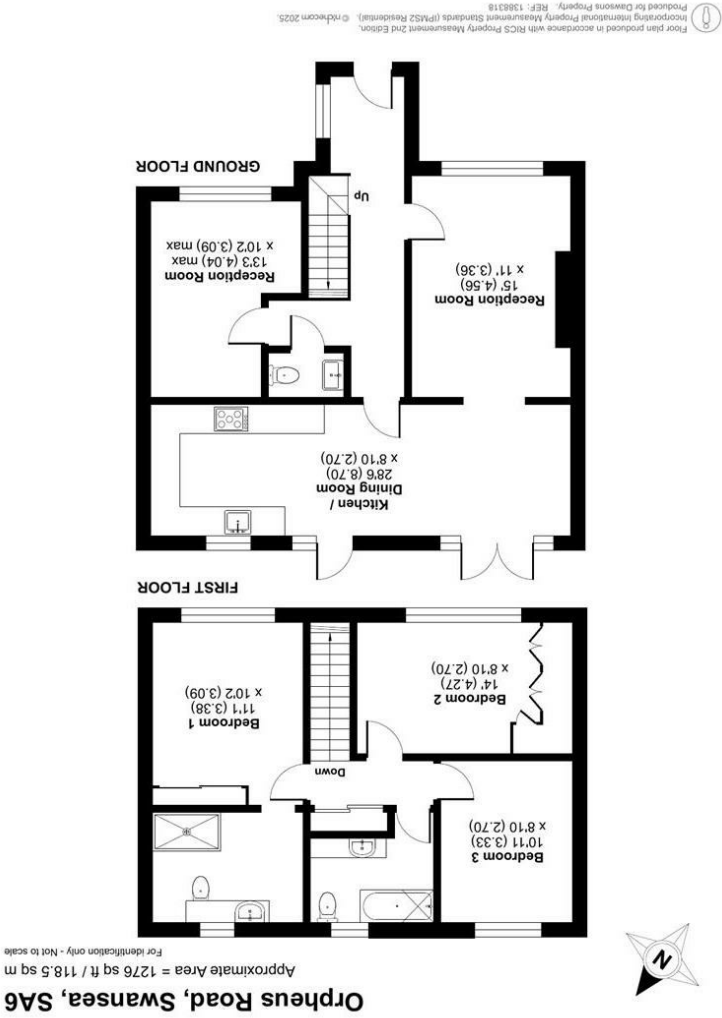 Orpheus Road, Swansea, SA6
Approximate Area = 1276 sq ft / 118.5 sq m
For identification only - Not to scale
N
Bedroom 3
10'11 (3.33)
x 8'10 (2.70)
Down
Bedroom 2
14' (4.27)
x 8'10 (2.70)
Bedroom 1
11'1 (3.38)
x 10'2 (3.09)
FIRST FLOOR
Kitchen /
Dining Room
28'6 (8.70)
x 8'10 (2.70)
Reception Room
15' (4.56)
x 11' (3.36)
Reception Room
13'3 (4.04) max
x 10'2 (3.09) max
Up
GROUND FLOOR
Floor plan produced in accordance with RICS Property Measurement 2nd Edition,
Incorporating International Property Measurement Standards (IPMS2 Residential). © nichecom 2025.
Produced for Dawsons Property. REF: 1388318